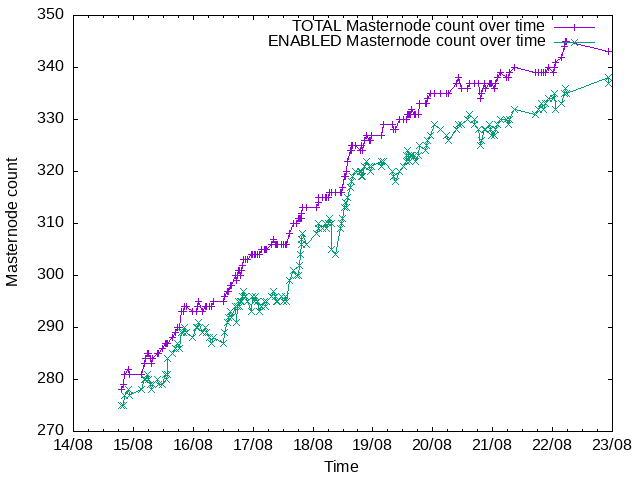 TOTAL Masternode count over time
ENABLED Masternode count over time
Masternode count
350
340
330
320
310
300
290
280
270
14/08 15/08 16/08 17/08 18/08 19/08 20/08 21/08 22/08 23/08
Time